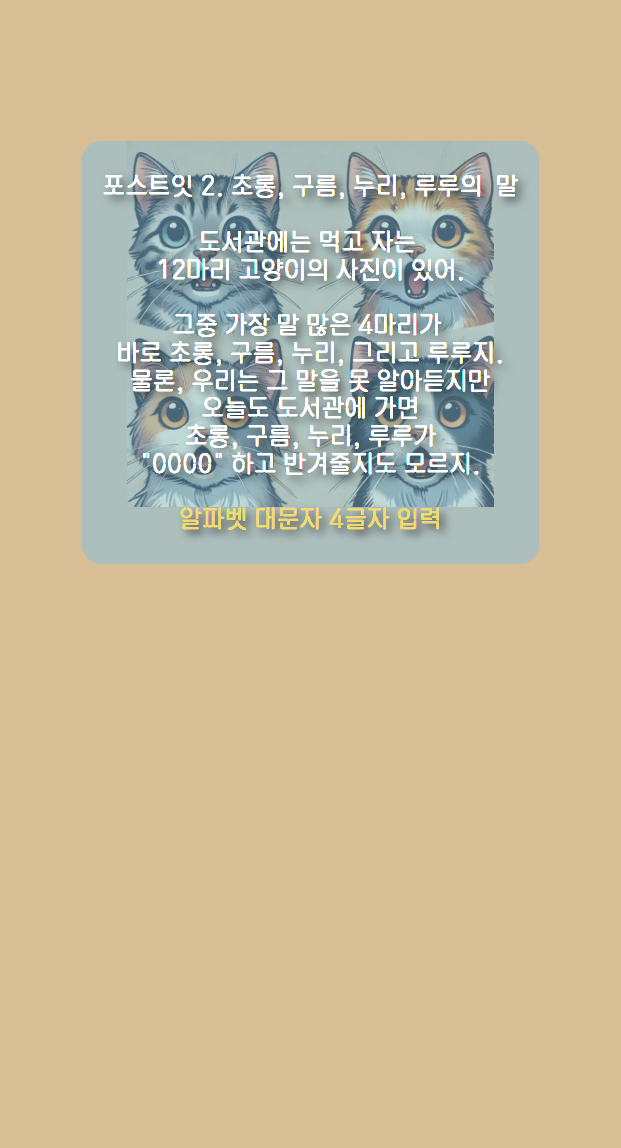 포스트잇 2. 초롱, 구름, 누리, 루루의 말
도서관에는 먹고 자는
12마리 고양이의 사진이 있어.
그중 가장 말 많은 4마리가
바로 초롱, 구름, 누리, 그리고 루루지.
물론, 우리는 그 말을 못 알아듣지만
오늘도 도서관에 가면
초롱, 구름, 누리, 루루가
"OOOO" 하고 반겨줄지도 모르지.
알파벳 대문자 4글자 입력